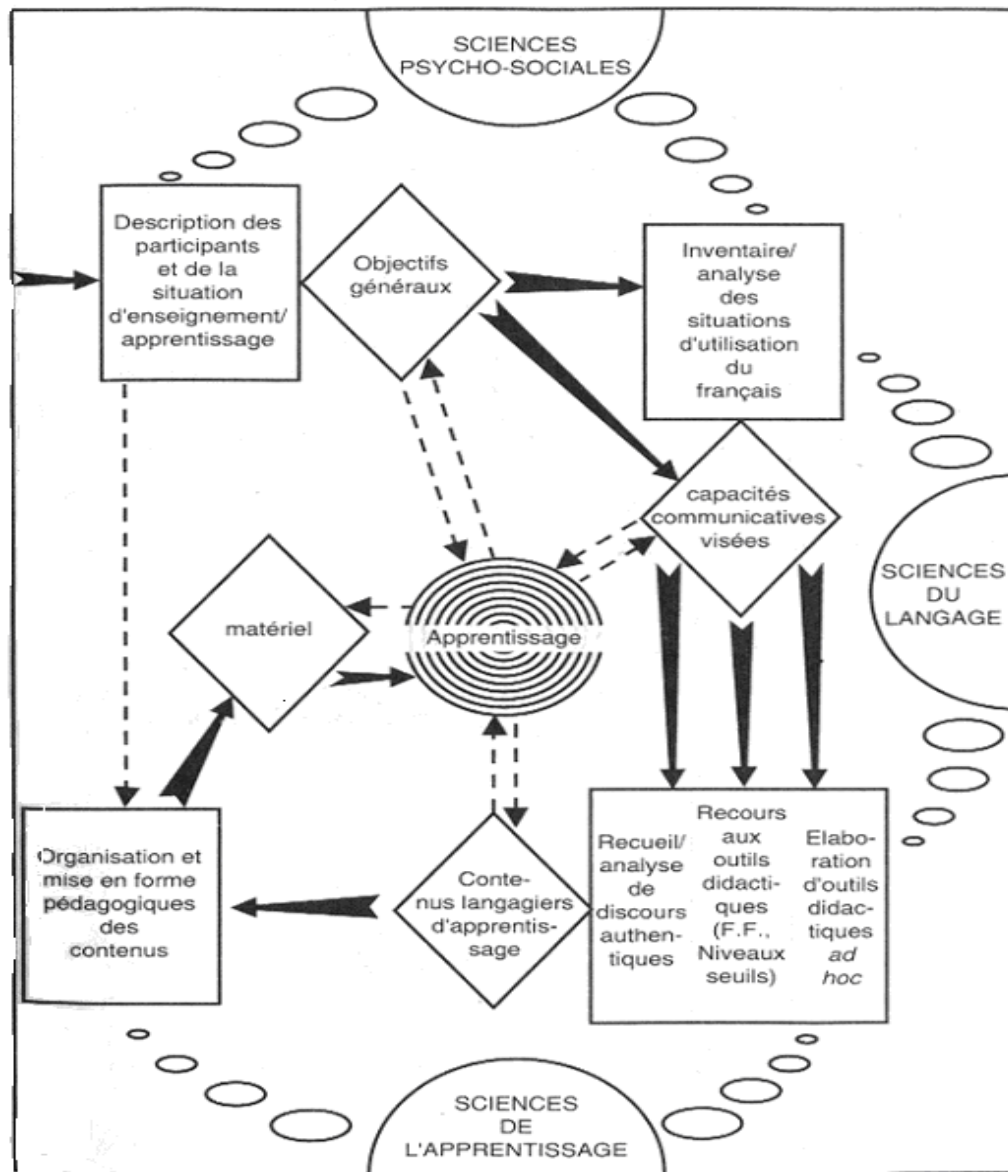 SCIENCES
PSYCHO-SOCIALES
Description des
participants
et de la
situation
d'enseignement/
apprentissage
Objectifs
généraux
Inventaire/
analyse
des
situations
d'utilisation
du
français
capacités
communicatives
visées
SCIENCES
DU
LANGAGE
matériel
Apprentissage
Organisation et
mise en forme
pédagogiques
des
contenus
Conte-
nus langagiers
d'apprentis-
sage
Recueil/
analyse
de
discours
authen-
tiques
Recours
aux
outils
didacti-
ques
(F.F.,
Niveaux
seuils)
Elabo-
ration
d'outils
didac-
tiques
ad
hoc
SCIENCES
DE
L'APPRENTISSAGE